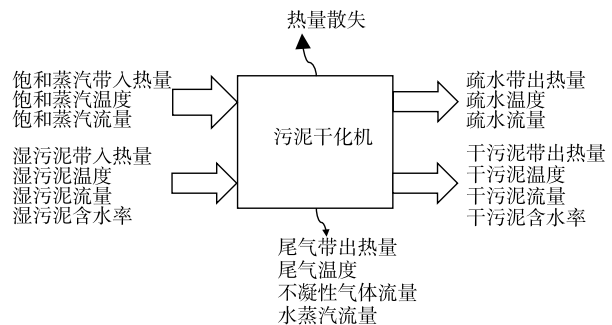 热量散失
饱和蒸汽带入热量
饱和蒸汽温度
饱和蒸汽流量
湿污泥带入热量
湿污泥温度
湿污泥流量
湿污泥含水率
污泥干化机
疏水带出热量
疏水温度
疏水流量
干污泥带出热量
干污泥温度
干污泥流量
干污泥含水率
尾气带出热量
尾气温度
不凝性气体流量
水蒸汽流量